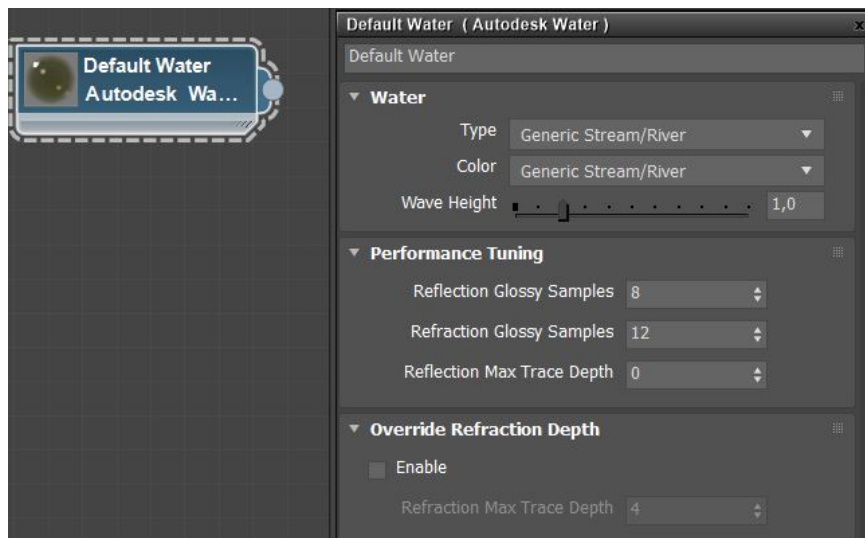 Default Water
Autodesk Wa...
Default Water ( Autodesk Water )
x
Default Water
Water
Type Generic Stream/River
Color Generic Stream/River
Wave Height 1,0
Performance Tuning
Reflection Glossy Samples 8
Refraction Glossy Samples 12
Reflection Max Trace Depth 0
Override Refraction Depth
Enable
Refraction Max Trace Depth 4